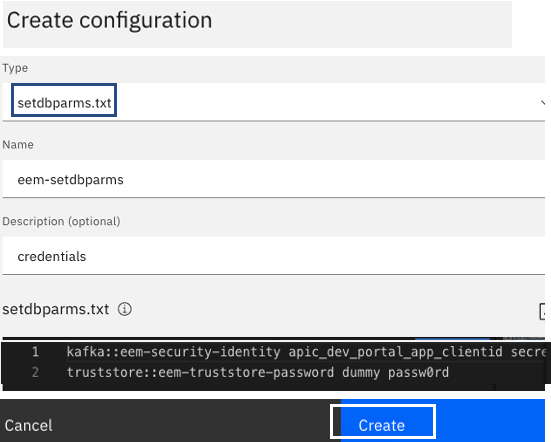 Create configuration
Type
setdbparms.txt
Name
eem-setdbparms
Description (optional)
credentials
setdbparms.txt
1 kafka::eem-security-identity apic_dev_portal_app_clientid secre
2 truststore::eem-truststore-password dummy passw0rd
Cancel Create